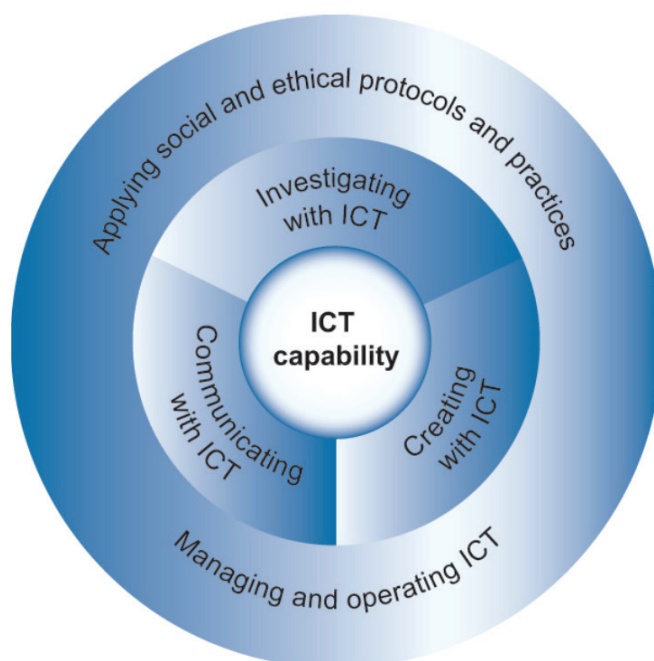 Applying social and ethical protocols and practices
Investigating
with ICT
ICT
capability
Communicating
with ICT
Creating
with ICT
Managing and operating ICT